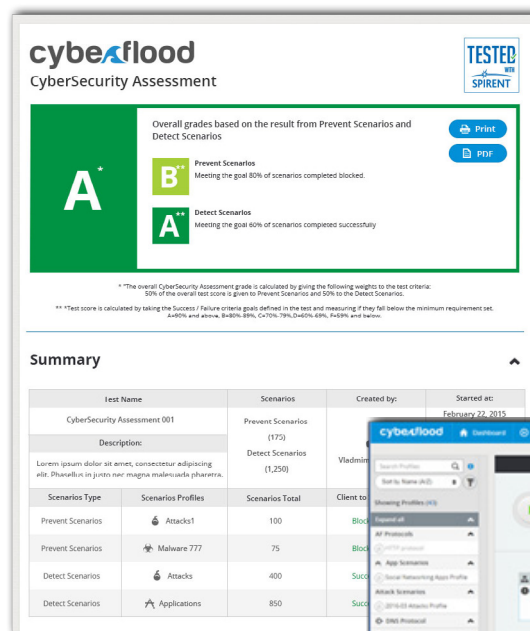 cyberflood
CyberSecurity Assessment
TESTED
WITH
SPIRENT
A*
Overall grades based on the result from Prevent Scenarios and
Detect Scenarios
Print
PDF
B**
Prevent Scenarios
Meeting the goal 80% of scenarios completed blocked.
A**
Detect Scenarios
Meeting the goal 60% of scenarios completed successfully
* *The overall CyberSecurity Assessment grade is calculated by giving the following weights to the test criteria:
50% of the overall test score is given to Prevent Scenarios and 50% to the Detect Scenarios.
** *Test score is calculated by taking the Success / Failure criteria goals defined in the test and measuring if they fall below the minimum requirement set.
A=90% and above, B=80%-89%, C=70%-79%,D=60%-69%, F=59% and below.
Summary
Test Name Scenarios Created by: Started at:
CyberSecurity Assessment 001 Prevent Scenarios (175) Detect Scenarios (1,250) February 22, 2015
Description:
Lorem ipsum dolor sit amet, consectetur adipiscing
elit. Phasellus in justo nec magna malesuada pharetra.
Scenarios Type Scenarios Profiles Scenarios Total Client to
Prevent Scenarios Attacks1 100
Prevent Scenarios Malware 777 75
Detect Scenarios Attacks 400
Detect Scenarios Applications 850
cyberflood Dashboard
Search Profiles
Sort by Name (A-Z)
Showing Profiles (43)
Expand all
AF Protocols
HTTP protocol
App Scenarios
Social Networking Apps Profile
Attack Scenarios
2016-03 Attacks Profile
DNS Protocol